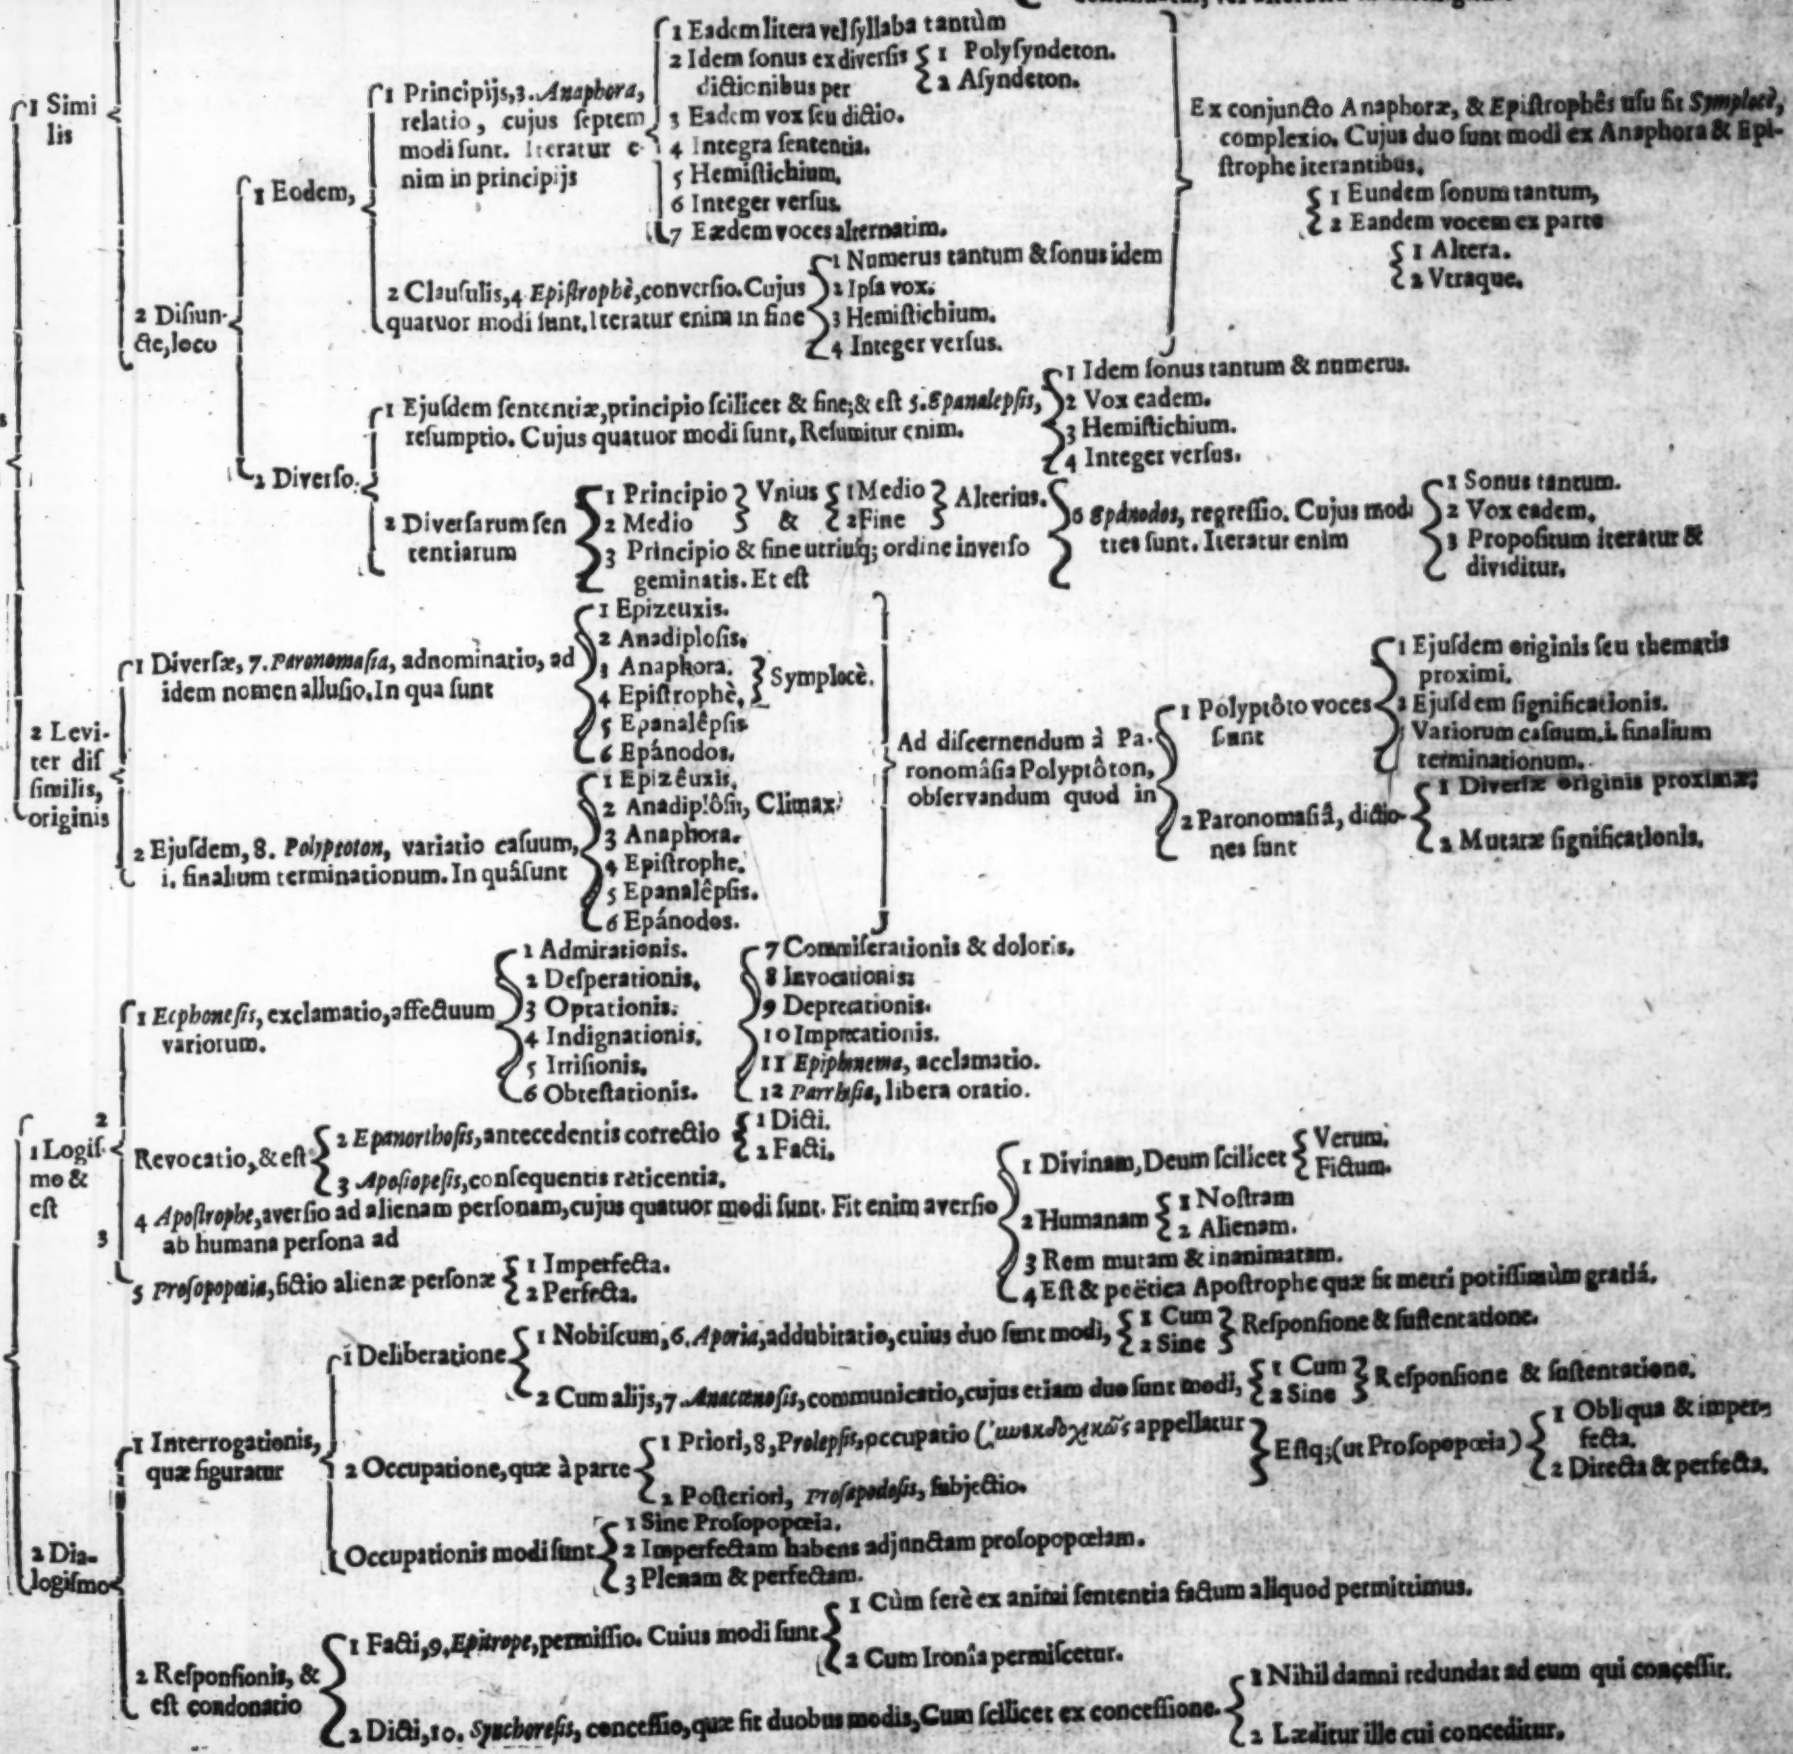 1 Simi
lis
2 Disiun-
cte, loco
1 Eodem,
1 Principijs, 3. Anaphora,
relatio, cujus septem
modi sunt. Iteratur e-
nim in principijs
1 Eadem litera vel syllaba tantùm
2 Idem sonus ex diversis
dictionibus per
1 Polysyndeton.
2 Asyndeton.
3 Eadem vox seu dictio.
4 Integra sententia.
5 Hemistichium.
6 Integer versus.
7 Eædem voces alternatim.
2 Clausulis, 4 Epistrophè, conversio. Cujus
quatuor modi sunt. Iteratur enim in fine
1 Numerus tantum & sonus idem
2 Ipsa vox.
3 Hemistichium.
4 Integer versus.
Ex conjuncto Anaphoræ, & Epistrophês usu fit Symplocè,
complexio. Cujus duo sunt modi ex Anaphora & Epi-
strophe iterantibus,
1 Eundem sonum tantum,
2 Eandem vocem ex parte
1 Altera.
2 Vtraque.
2 Diverso.
1 Ejusdem sententiæ, principio scilicet & fine; & est 5. Epanalepsis,
resumptio. Cujus quatuor modi sunt, Resumitur enim.
1 Idem sonus tantum & numerus.
2 Vox eadem.
3 Hemistichium.
4 Integer versus.
2 Diversarum sen
tentiarum
1 Principio
2 Medio
Vnius
&
1 Medio
2 Fine
Alterius.
3 Principio & fine utriusq; ordine inverso
geminatis. Et est
6 Epánodos, regressio. Cujus modi
tres sunt. Iteratur enim
1 Sonus tantum.
2 Vox eadem.
3 Propositum iteratur &
dividitur.
2 Levi-
ter dis
similis,
originis
1 Diversæ, 7. Paronomasia, adnominatio, ad
idem nomen allusio. In qua sunt
1 Epizeuxis.
2 Anadiplosis.
3 Anaphora.
4 Epistrophè,
Symplocè.
5 Epanalêpsis
6 Epánodos.
2 Ejusdem, 8. Polyptoton, variatio casuum,
i. finalium terminationum. In quâ sunt
1 Epizêuxis.
2 Anadiplôsis, Climax
3 Anaphora.
4 Epistrophe.
5 Epanalêpsis.
6 Epánodos.
Ad discernendum à Pa-
ronomâsia Polyptôton,
observandum quod in
1 Polyptôto voces
sunt
1 Ejusdem originis seu thematis
proximi.
2 Ejusdem significationis.
3 Variorum casuum, i. finalium
terminationum.
2 Paronomasiâ, dictio-
nes sunt
1 Diversæ originis proximæ;
2 Mutatæ significationis.
1 Logis-
mo &
est
2
3
1 Ecphonesis, exclamatio, affectuum
variorum.
1 Admirationis.
2 Desperationis.
3 Optationis.
4 Indignationis.
5 Irrisionis.
6 Obtestationis.
7 Commiserationis & doloris.
8 Invocationis:
9 Deprecationis.
10 Imprecationis.
11 Epiphnema, acclamatio.
12 Parrhsia, libera oratio.
Revocatio, & est
2 Epanorthosis, antecedentis correctio
1 Dicti.
2 Facti.
3 Aposiopesis, consequentis raticentia.
4 Apostrophe, aversio ad alienam personam, cujus quatuor modi sunt. Fit enim aversio
ab humana persona ad
1 Divinam, Deum scilicet
Verum.
Fictum.
2 Humanam
1 Nostram
2 Alienam.
3 Rem mutam & inanimatam.
4 Est & poëtica Apostrophe quæ fit metri potissimùm gratiâ.
5 Prosopopœia, fictio alienæ personæ
1 Imperfecta.
2 Perfecta.
2 Dia-
logismo
1 Interrogationis,
quæ figuratur
1 Deliberatione
1 Nobiscum, 6. Aporia, addubitatio, cuius duo sunt modi,
1 Cum
2 Sine
Responsione & sustentatione.
2 Cum alijs, 7. Anacœnosis, communicatio, cujus etiam duo sunt modi,
1 Cum
2 Sine
Responsione & sustentatione.
2 Occupatione, quæ à parte
1 Priori, 8, Prolepsis, occupatio συνεκδοχικῶς appellatur
2 Posteriori, Prosapodosis, subjectio.
Estq; (ut Prosopopœia)
1 Obliqua & imper-
fecta.
2 Directa & perfecta.
Occupationis modi sunt
1 Sine Prosopopœia.
2 Imperfectam habens adjunctam prosopopœiam.
3 Plenam & perfectam.
2 Responsionis, &
est condonatio
1 Facti, 9, Epitrope, permissio. Cuius modi sunt
1 Cùm ferè ex animi sententia factum aliquod permittimus.
2 Cum Ironîa permiscetur.
2 Dicti, 10. Synchoresis, concessio, quæ fit duobus modis, Cum scilicet ex concessione.
1 Nihil damni redundat ad eum qui concessit.
2 Læditur ille cui conceditur.